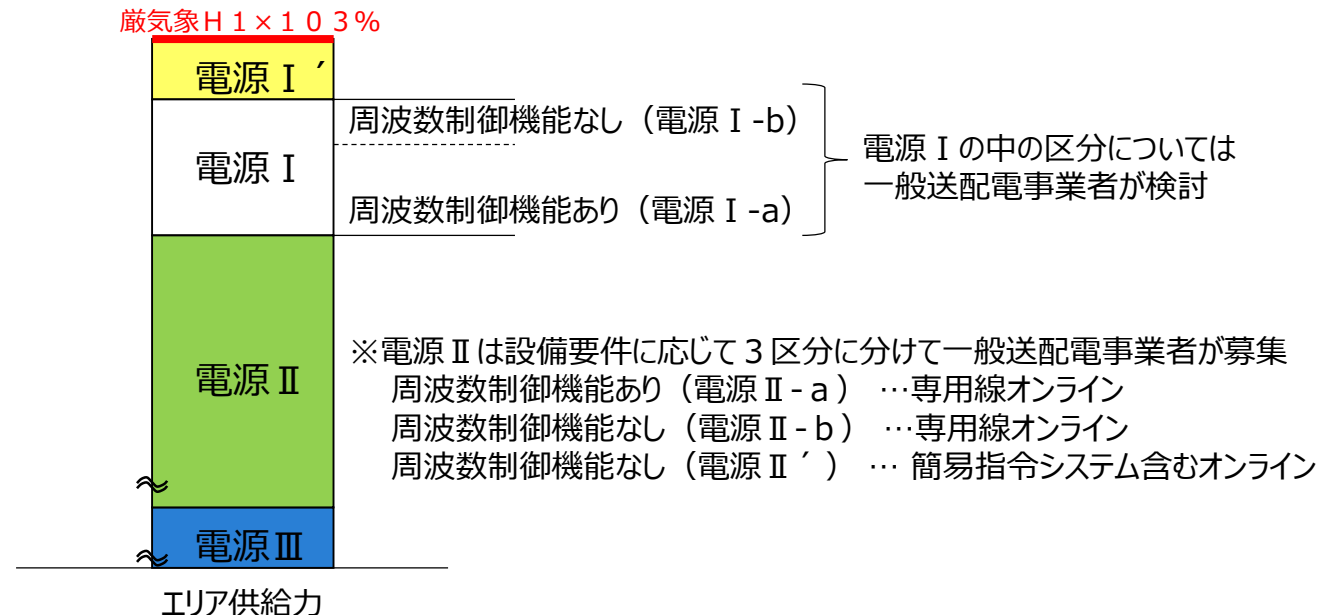 厳気象H１×１０３％
電源Ⅰ´
周波数制御機能なし（電源Ⅰ-b）
電源Ⅰの中の区分については
一般送配電事業者が検討
電源Ⅰ
周波数制御機能あり（電源Ⅰ-a）
※電源Ⅱは設備要件に応じて３区分に分けて一般送配電事業者が募集
電源Ⅱ
周波数制御機能あり（電源Ⅱ-ａ） …専用線オンライン
周波数制御機能なし（電源Ⅱ-ｂ） …専用線オンライン
周波数制御機能なし（電源Ⅱ´） … 簡易指令システム含むオンライン
電源Ⅲ
エリア供給力